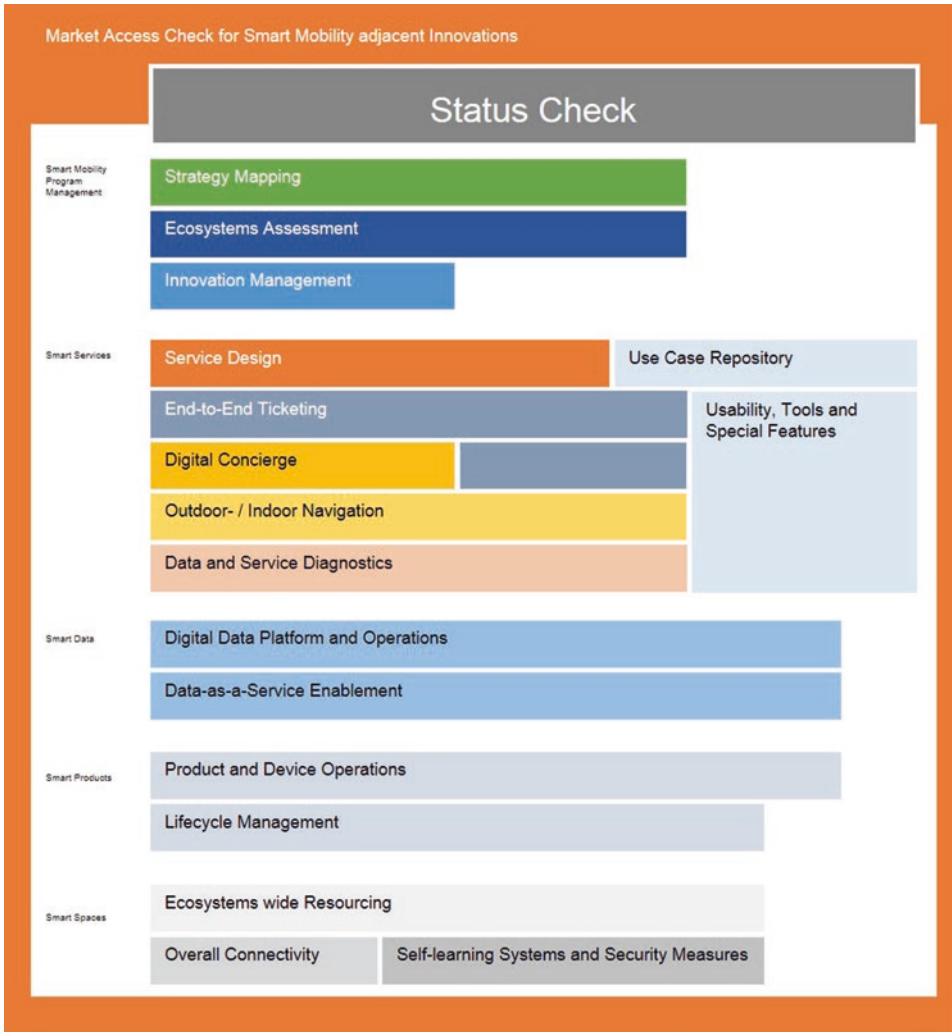 Market Access Check for Smart Mobility adjacent Innovations
Status Check
Smart Mobility
Program
Management
Strategy Mapping
Ecosystems Assessment
Innovation Management
Smart Services
Service Design
Use Case Repository
End-to-End Ticketing
Usability, Tools and
Special Features
Digital Concierge
Outdoor- / Indoor Navigation
Data and Service Diagnostics
Smart Data
Digital Data Platform and Operations
Data-as-a-Service Enablement
Smart Products
Product and Device Operations
Lifecycle Management
Smart Spaces
Ecosystems wide Resourcing
Overall Connectivity
Self-learning Systems and Security Measures